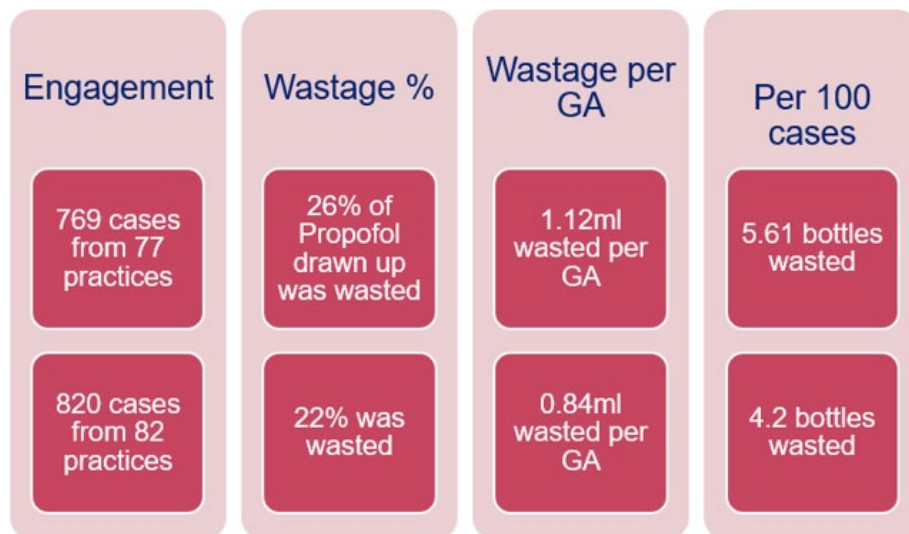 Engagement
769 cases
from 77
practices
820 cases
from 82
practices
Wastage %
26% of
Propofol
drawn up
was wasted
22% was
wasted
Wastage per
GA
1.12ml
wasted per
GA
0.84ml
wasted per
GA
Per 100
cases
5.61 bottles
wasted
4.2 bottles
wasted